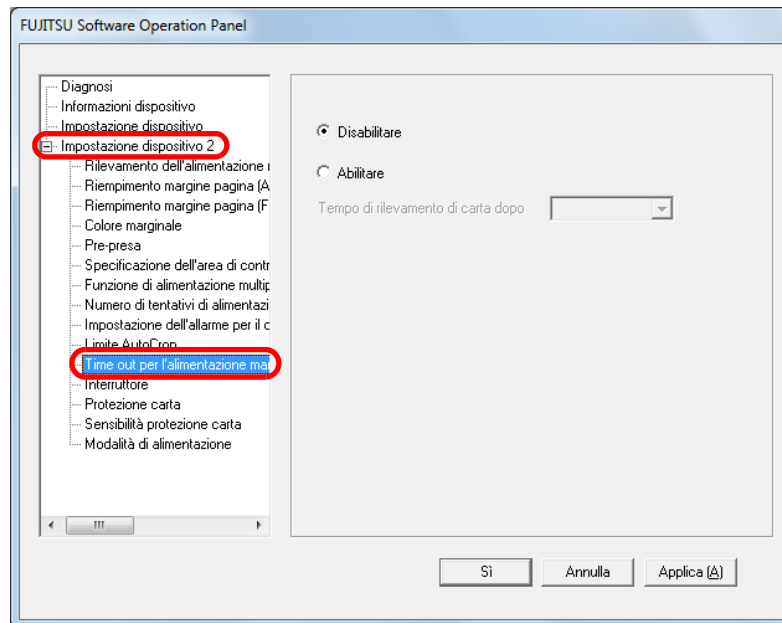 FUJITSU Software Operation Panel
Diagnosi
Informazioni dispositivo
Impostazione dispositivo
Impostazione dispositivo 2
Rilevamento dell'alimentazione
Riempimento margine pagina (A
Riempimento margine pagina (F
Colore marginale
Pre-presa
Specificazione dell'area di contr
Funzione di alimentazione multip
Numero di tentativi di alimentazi
Impostazione dell'allarme per il c
Limite AutoCrop
Time out per l'alimentazione ma
Interruttore
Protezione carta
Sensibilità protezione carta
Modalità di alimentazione
Disabilitare
Abilitare
Tempo di rilevamento di carta dopo
Sì
Annulla
Applica (A)